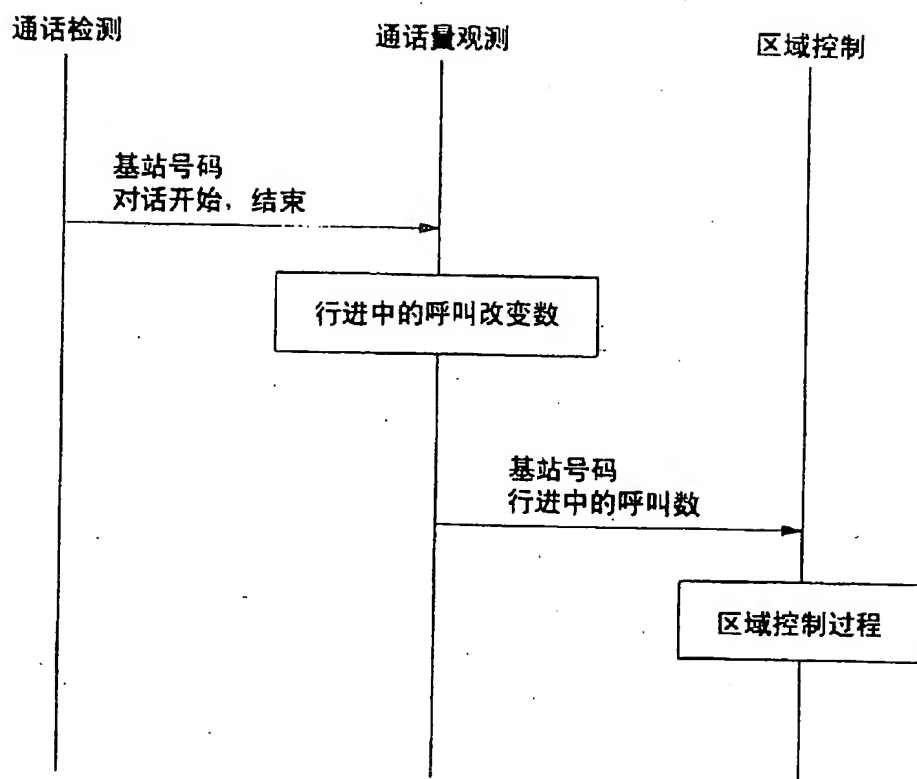 通话检测
通话量观测
区域控制
基站号码
对话开始，结束
行进中的呼叫改变数
基站号码
行进中的呼叫数
区域控制过程